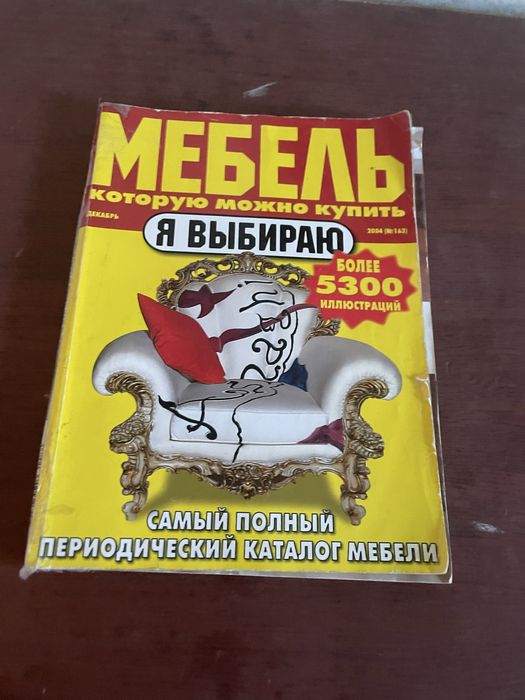 МЕБЕЛЬ
которую можно купить
ДЕКАБРЬ
2004 (№163)
Я ВЫБИРАЮ
БОЛЕЕ
5300
ИЛЛЮСТРАЦИЙ
САМЫЙ ПОЛНЫЙ
ПЕРИОДИЧЕСКИЙ КАТАЛОГ МЕБЕЛИ